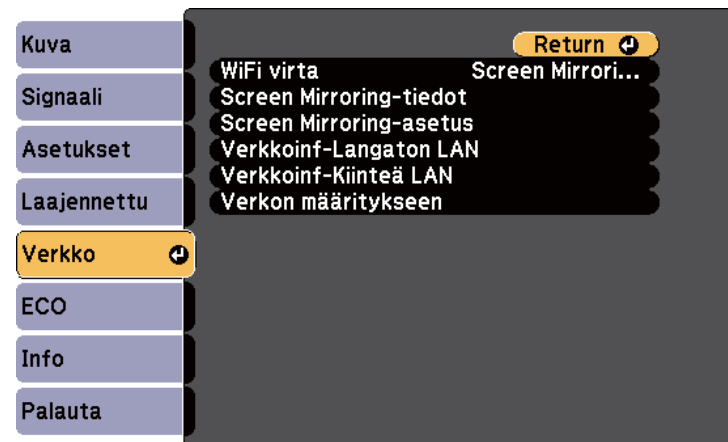 Kuva
Signaali
Asetukset
Laajennettu
Verkko
ECO
Info
Palauta
Return
WiFi virta Screen Mirrori...
Screen Mirroring-tiedot
Screen Mirroring-asetus
Verkkoinf-Langaton LAN
Verkkoinf-Kiinteä LAN
Verkon määritykseen